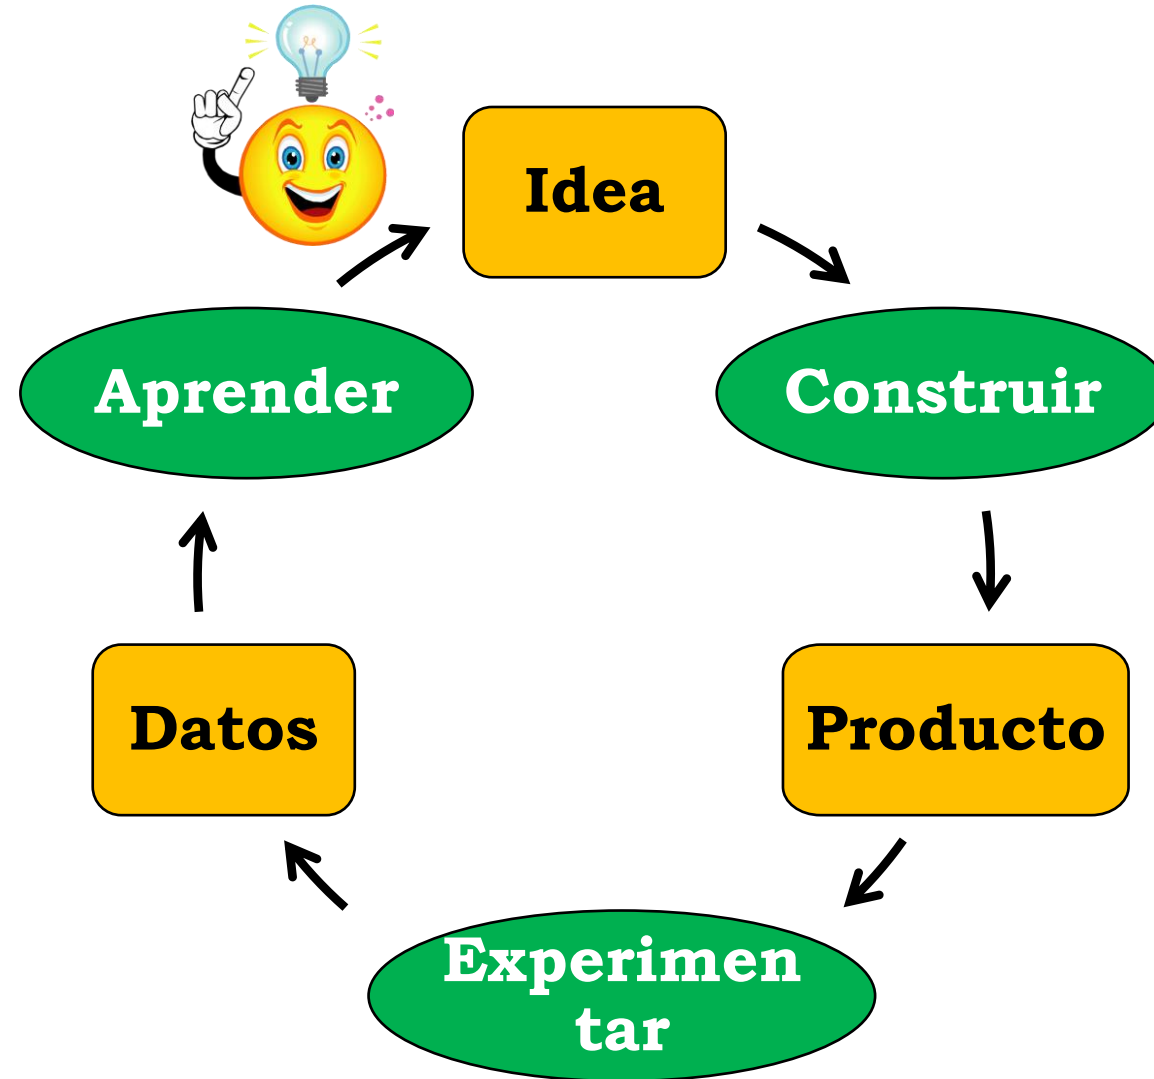 Idea
Aprender
Construir
Datos
Producto
Experimen
tar